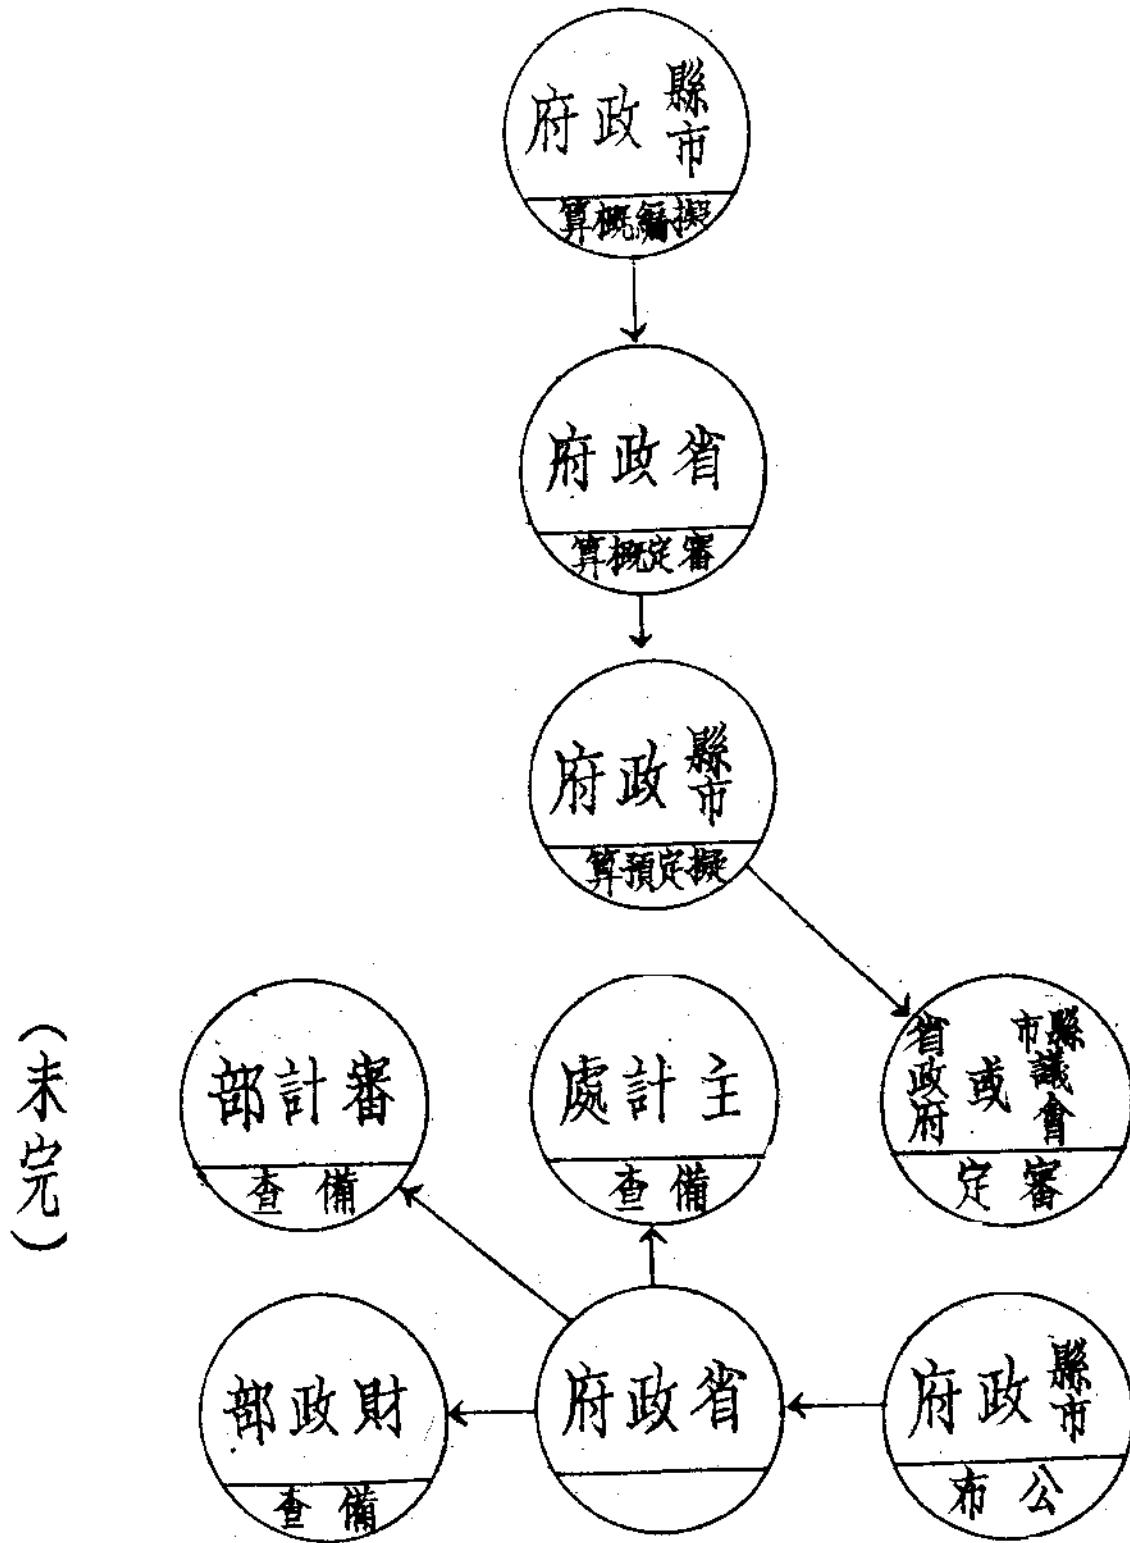 縣市政府
擬編概算
省政府
審定概算
縣市政府
擬定預算
縣市議會或省政府
審定
主計處
備查
審計部
備查
縣市政府
公布
省政府
財政部
備查
（未完）